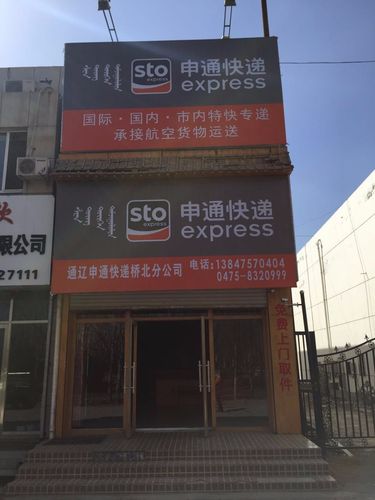 sto express 申通快递 express
国际·国内·市内特快专递
承接航空货物运送
sto express 申通快递 express
通辽申通快递桥北分公司 电话:13847570404
0475-8320999
免费上门取件
限公司
27111